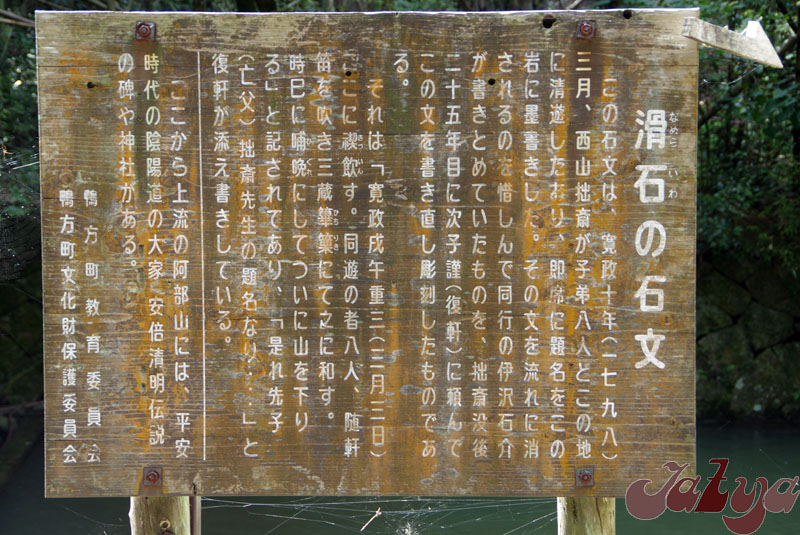 滑石の石文
なめこ いわ
この石文は、寛政十年(一七九八)
三月、西山拙斎が子弟八人とこの地
に清遊したおり、即席に題名をこの
岩に墨書きした。その文を流れに消
されるのを惜しんで同行の伊沢石介
が書きとめていたものを、拙斎没後
二十五年目に次子謹(復軒)に頼んで
この文を書き直し彫刻したものであ
る。
それは「寛政戌午重三(三月三日)
ここに禊飲す。同遊の者八人、随軒
笛を吹き三蔵篳篥にて之に和す。
時巳に晡晩にしてついに山を下り
る」と記されてあり、「是れ先子
(亡父)拙斎先生の題名なり・・・」と
復軒が添え書きしている。
ここから上流の阿部山には、平安
時代の陰陽道の大家、安倍清明伝説
の碑や神社がある。
鴨方町教育委員会
鴨方町文化財保護委員会
Jalya